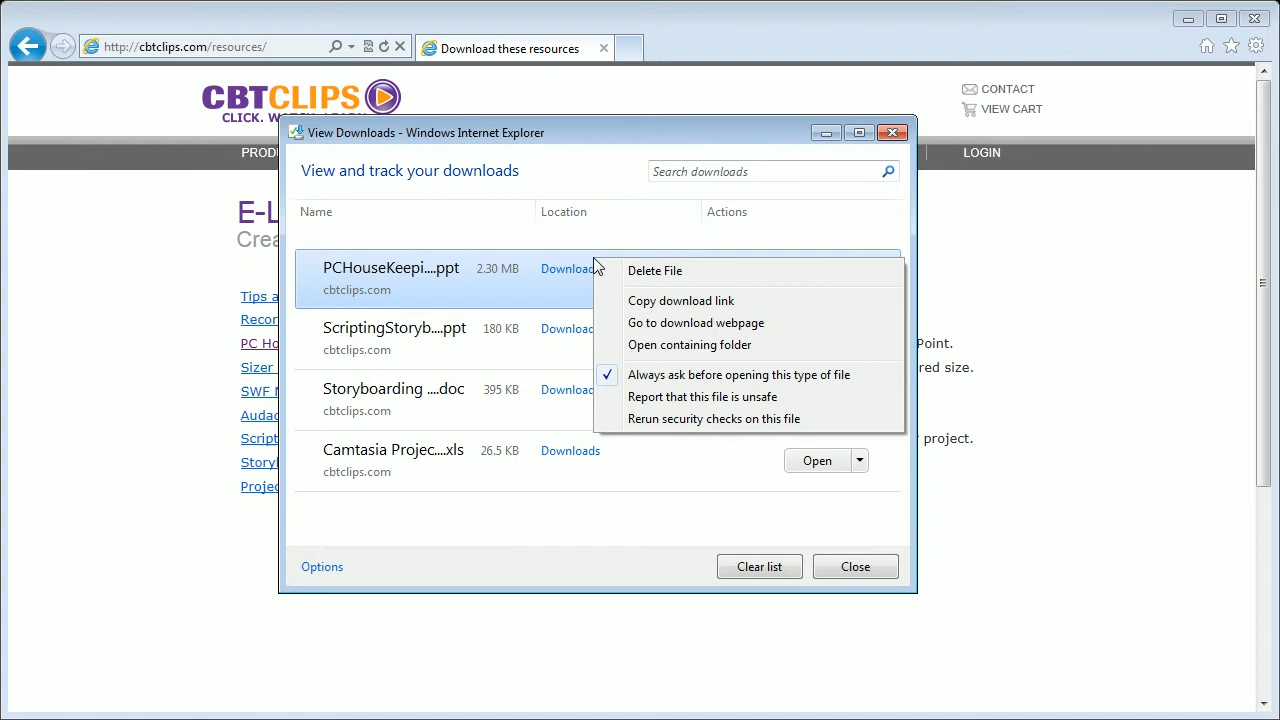 http://cbtclips.com/resources/
Download these resources
CBTCLIPS
CLICK. W
CONTACT
VIEW CART
PRODU
LOGIN
View Downloads - Windows Internet Explorer
View and track your downloads
Search downloads
Name
Location
Actions
E-L
Crea
PCHouseKeepi....ppt
2.30 MB
Download
cbtclips.com
ScriptingStoryb....ppt
180 KB
Download
cbtclips.com
Storyboarding ....doc
395 KB
Download
cbtclips.com
Camtasia Projec....xls
26.5 KB
Downloads
cbtclips.com
Open
Delete File
Copy download link
Go to download webpage
Open containing folder
Always ask before opening this type of file
Report that this file is unsafe
Rerun security checks on this file
Tips a
Recor
PC Ho
Point.
Sizer
red size.
SWF M
Audac
Script
project.
Storyl
Projec
Options
Clear list
Close